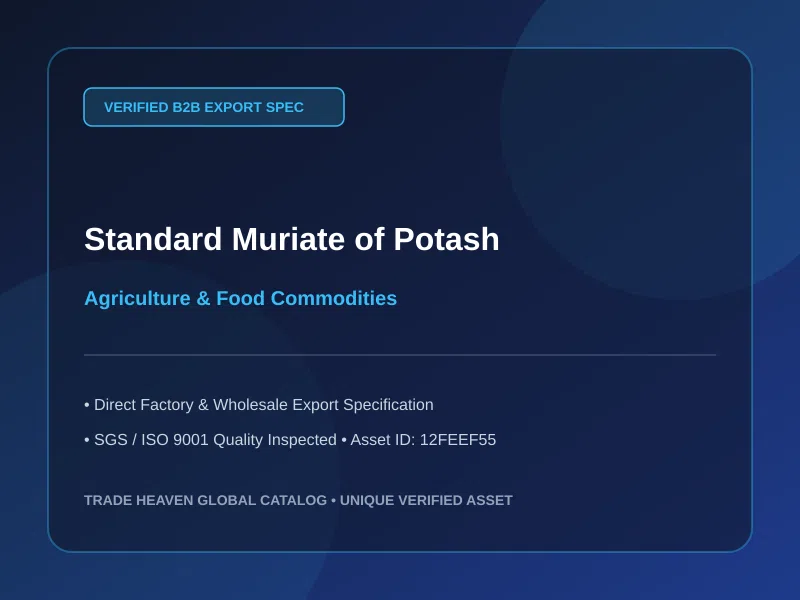 VERIFIED B2B EXPORT SPEC
Standard Muriate of Potash
Agriculture & Food Commodities
• Direct Factory & Wholesale Export Specification
• SGS / ISO 9001 Quality Inspected • Asset ID: 12FEEF55
TRADE HEAVEN GLOBAL CATALOG • UNIQUE VERIFIED ASSET